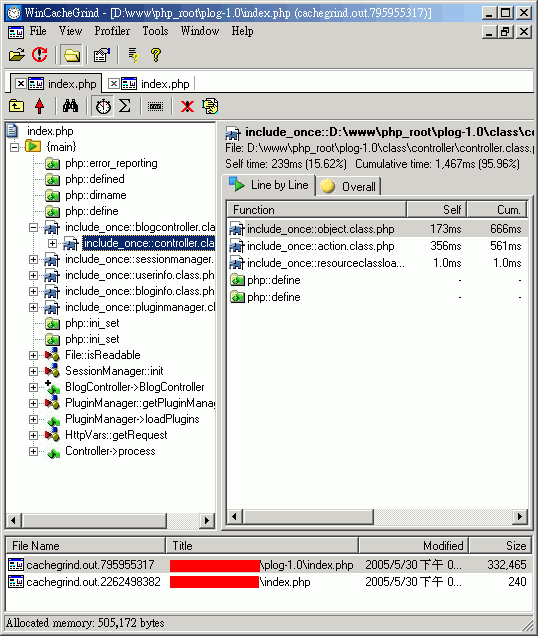 WinCacheGrind - [D:\www\php_root\plog-1.0\index.php (cachegrind.out.795955317)]
File View Profiler Tools Window Help
index.php index.php
index.php
{main}
php::error_reporting
php::defined
php::dirname
php::define
include_once::blogcontroller.cla
include_once::controller.cla
include_once::sessionmanager.
include_once::userinfo.class.ph
include_once::bloginfo.class.ph
include_once::pluginmanager.cl
php::ini_set
php::ini_set
File::isReadable
SessionManager::init
BlogController->BlogController
PluginManager::getPluginMana
PluginManager->loadPlugins
HttpVars::getRequest
Controller->process
include_once::D:\www\php_root\plog-1.0\class\co
File: D:\www\php_root\plog-1.0\class\controller\controller.class.p
Self time: 239ms (15.62%) Cumulative time: 1,467ms (95.96%)
Line by Line Overall
Function Self Cum.
include_once::object.class.php 173ms 666ms
include_once::action.class.php 356ms 561ms
include_once::resourceclassloa... 1.0ms 1.0ms
php::define - -
php::define - -
File Name Title Modified Size
cachegrind.out.795955317 \plog-1.0\index.php 2005/5/30 下午 0... 332,465
cachegrind.out.2262498382 \index.php 2005/5/30 下午 0... 240
Allocated memory: 505,172 bytes